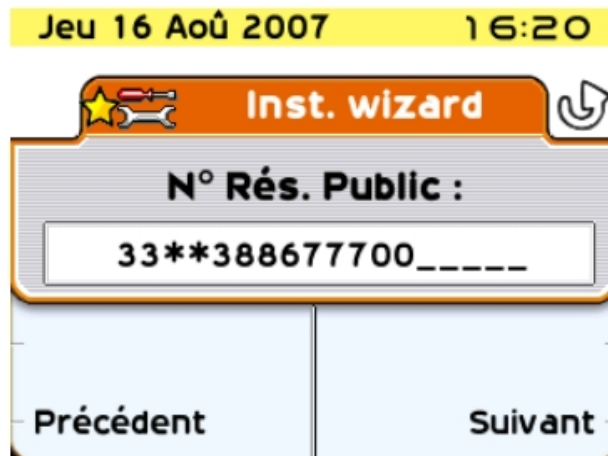 Jeu 16 Aoû 2007 16:20
Inst. wizard
N° Rés. Public :
33**388677700_____
Précédent Suivant